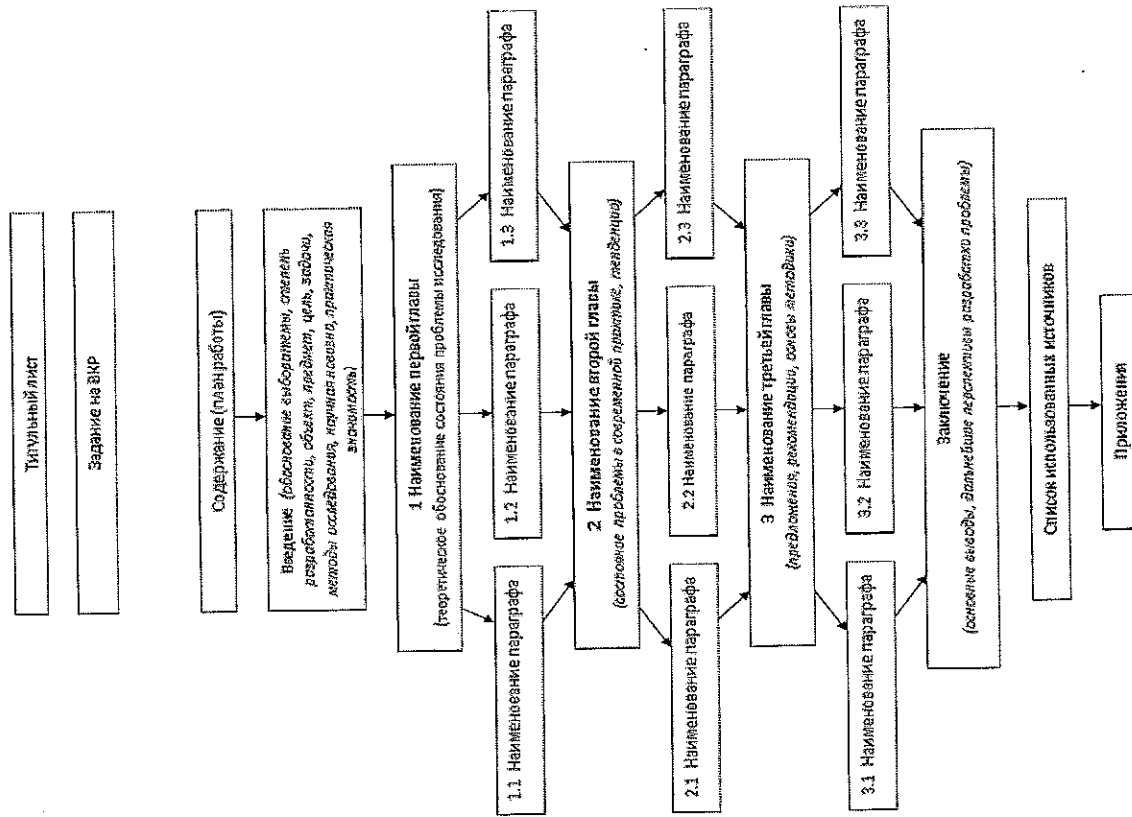 Титульный лист
Задание на ВКР
Содержание (план работы)
Введение (обоснование выбора темы, степень
разработанности, объект, предмет, цель, задачи,
методы исследования, научная новизна, практическая
значимость)
1 Наименование первой главы
(теоретическое обоснование состояния проблемы исследования)
1.1 Наименование параграфа
1.2 Наименование параграфа
1.3 Наименование параграфа
2 Наименование второй главы
(состояние проблемы в современной практике, тенденции)
2.1 Наименование параграфа
2.2 Наименование параграфа
2.3 Наименование параграфа
3 Наименование третьей главы
(предложения, рекомендации, основы методики)
3.1 Наименование параграфа
3.2 Наименование параграфа
3.3 Наименование параграфа
Заключение
(основные выводы, дальнейшие перспективы разработки проблемы)
Список использованных источников
Приложения